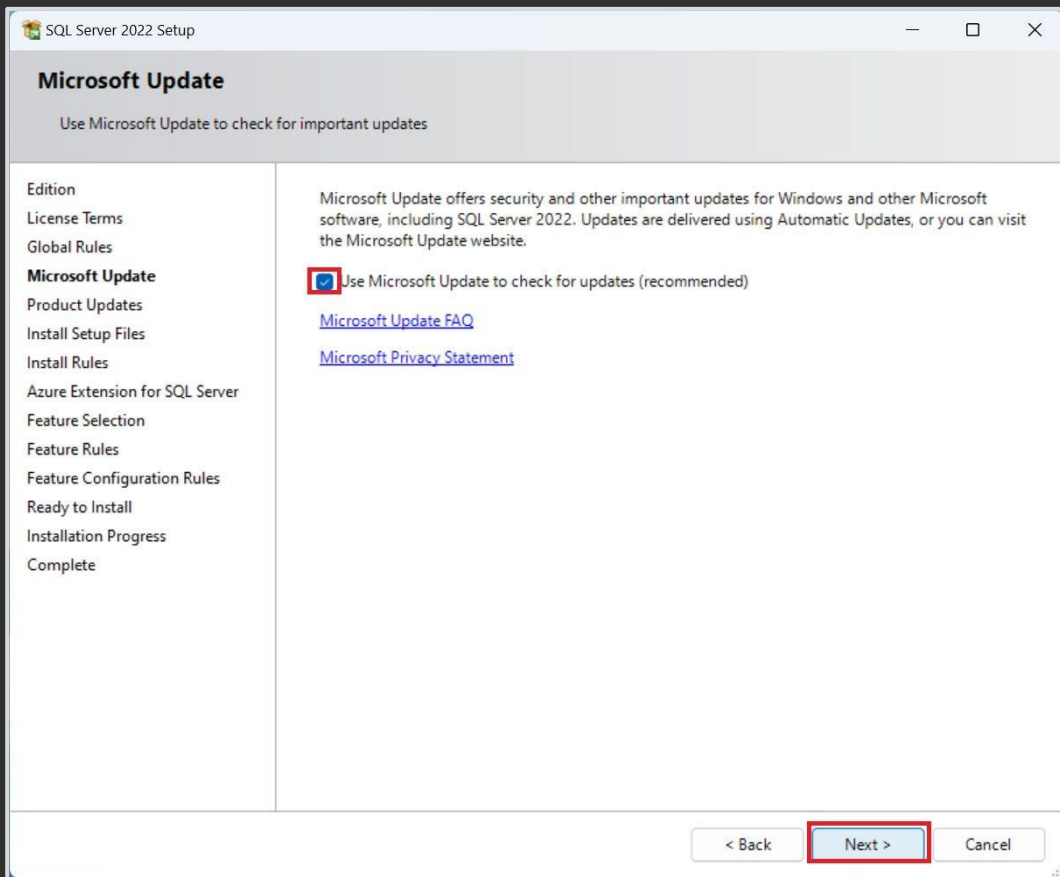 SQL Server 2022 Setup
Microsoft Update
Use Microsoft Update to check for important updates
Edition
License Terms
Global Rules
Microsoft Update
Product Updates
Install Setup Files
Install Rules
Azure Extension for SQL Server
Feature Selection
Feature Rules
Feature Configuration Rules
Ready to Install
Installation Progress
Complete
Microsoft Update offers security and other important updates for Windows and other Microsoft
software, including SQL Server 2022. Updates are delivered using Automatic Updates, or you can visit
the Microsoft Update website.
Use Microsoft Update to check for updates (recommended)
Microsoft Update FAQ
Microsoft Privacy Statement
< Back
Next >
Cancel